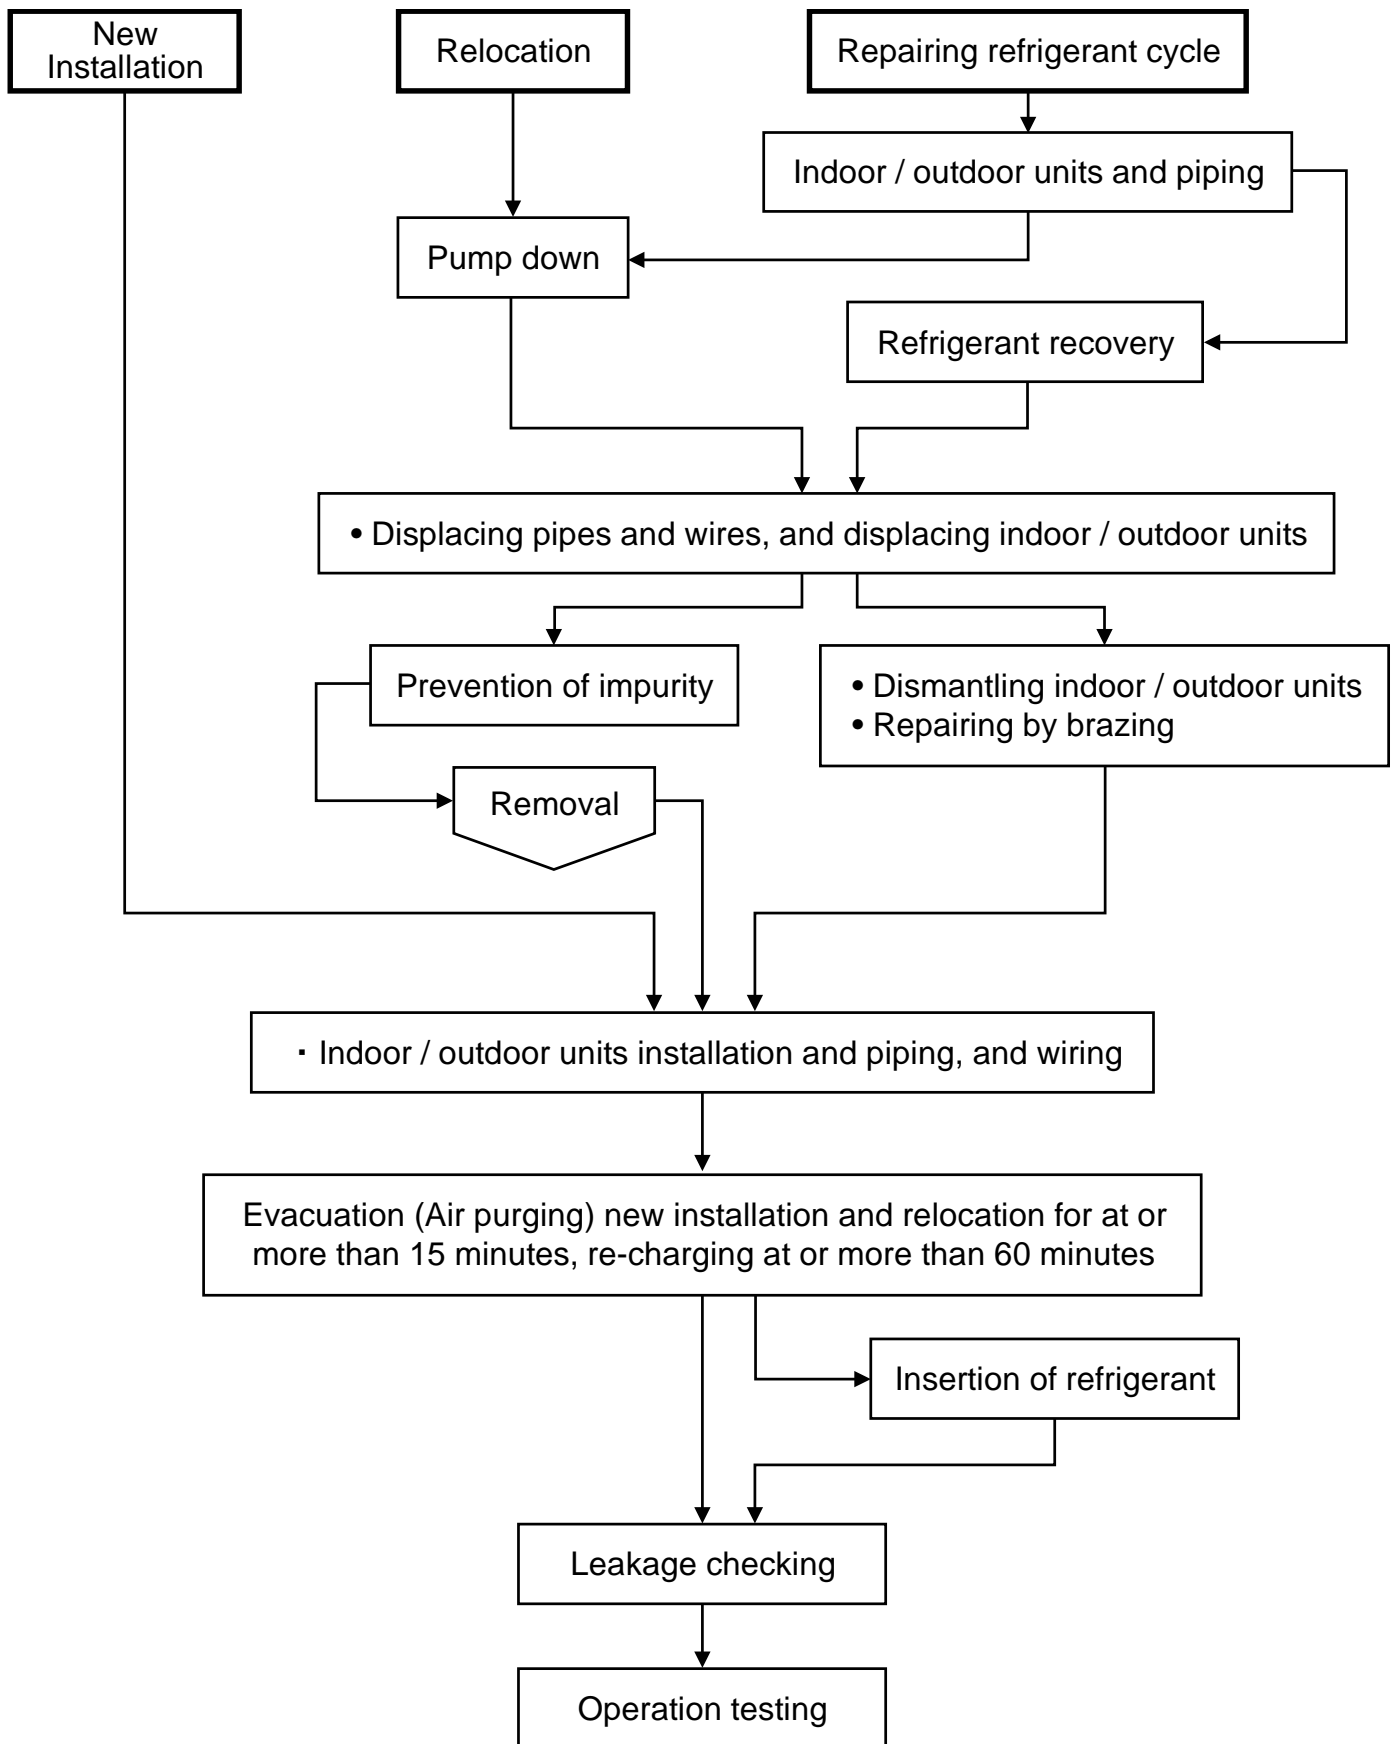 New
Installation
Relocation
Repairing refrigerant cycle
Indoor / outdoor units and piping
Pump down
Refrigerant recovery
• Displacing pipes and wires, and displacing indoor / outdoor units
Prevention of impurity
• Dismantling indoor / outdoor units
• Repairing by brazing
Removal
· Indoor / outdoor units installation and piping, and wiring
Evacuation (Air purging) new installation and relocation for at or
more than 15 minutes, re-charging at or more than 60 minutes
Insertion of refrigerant
Leakage checking
Operation testing